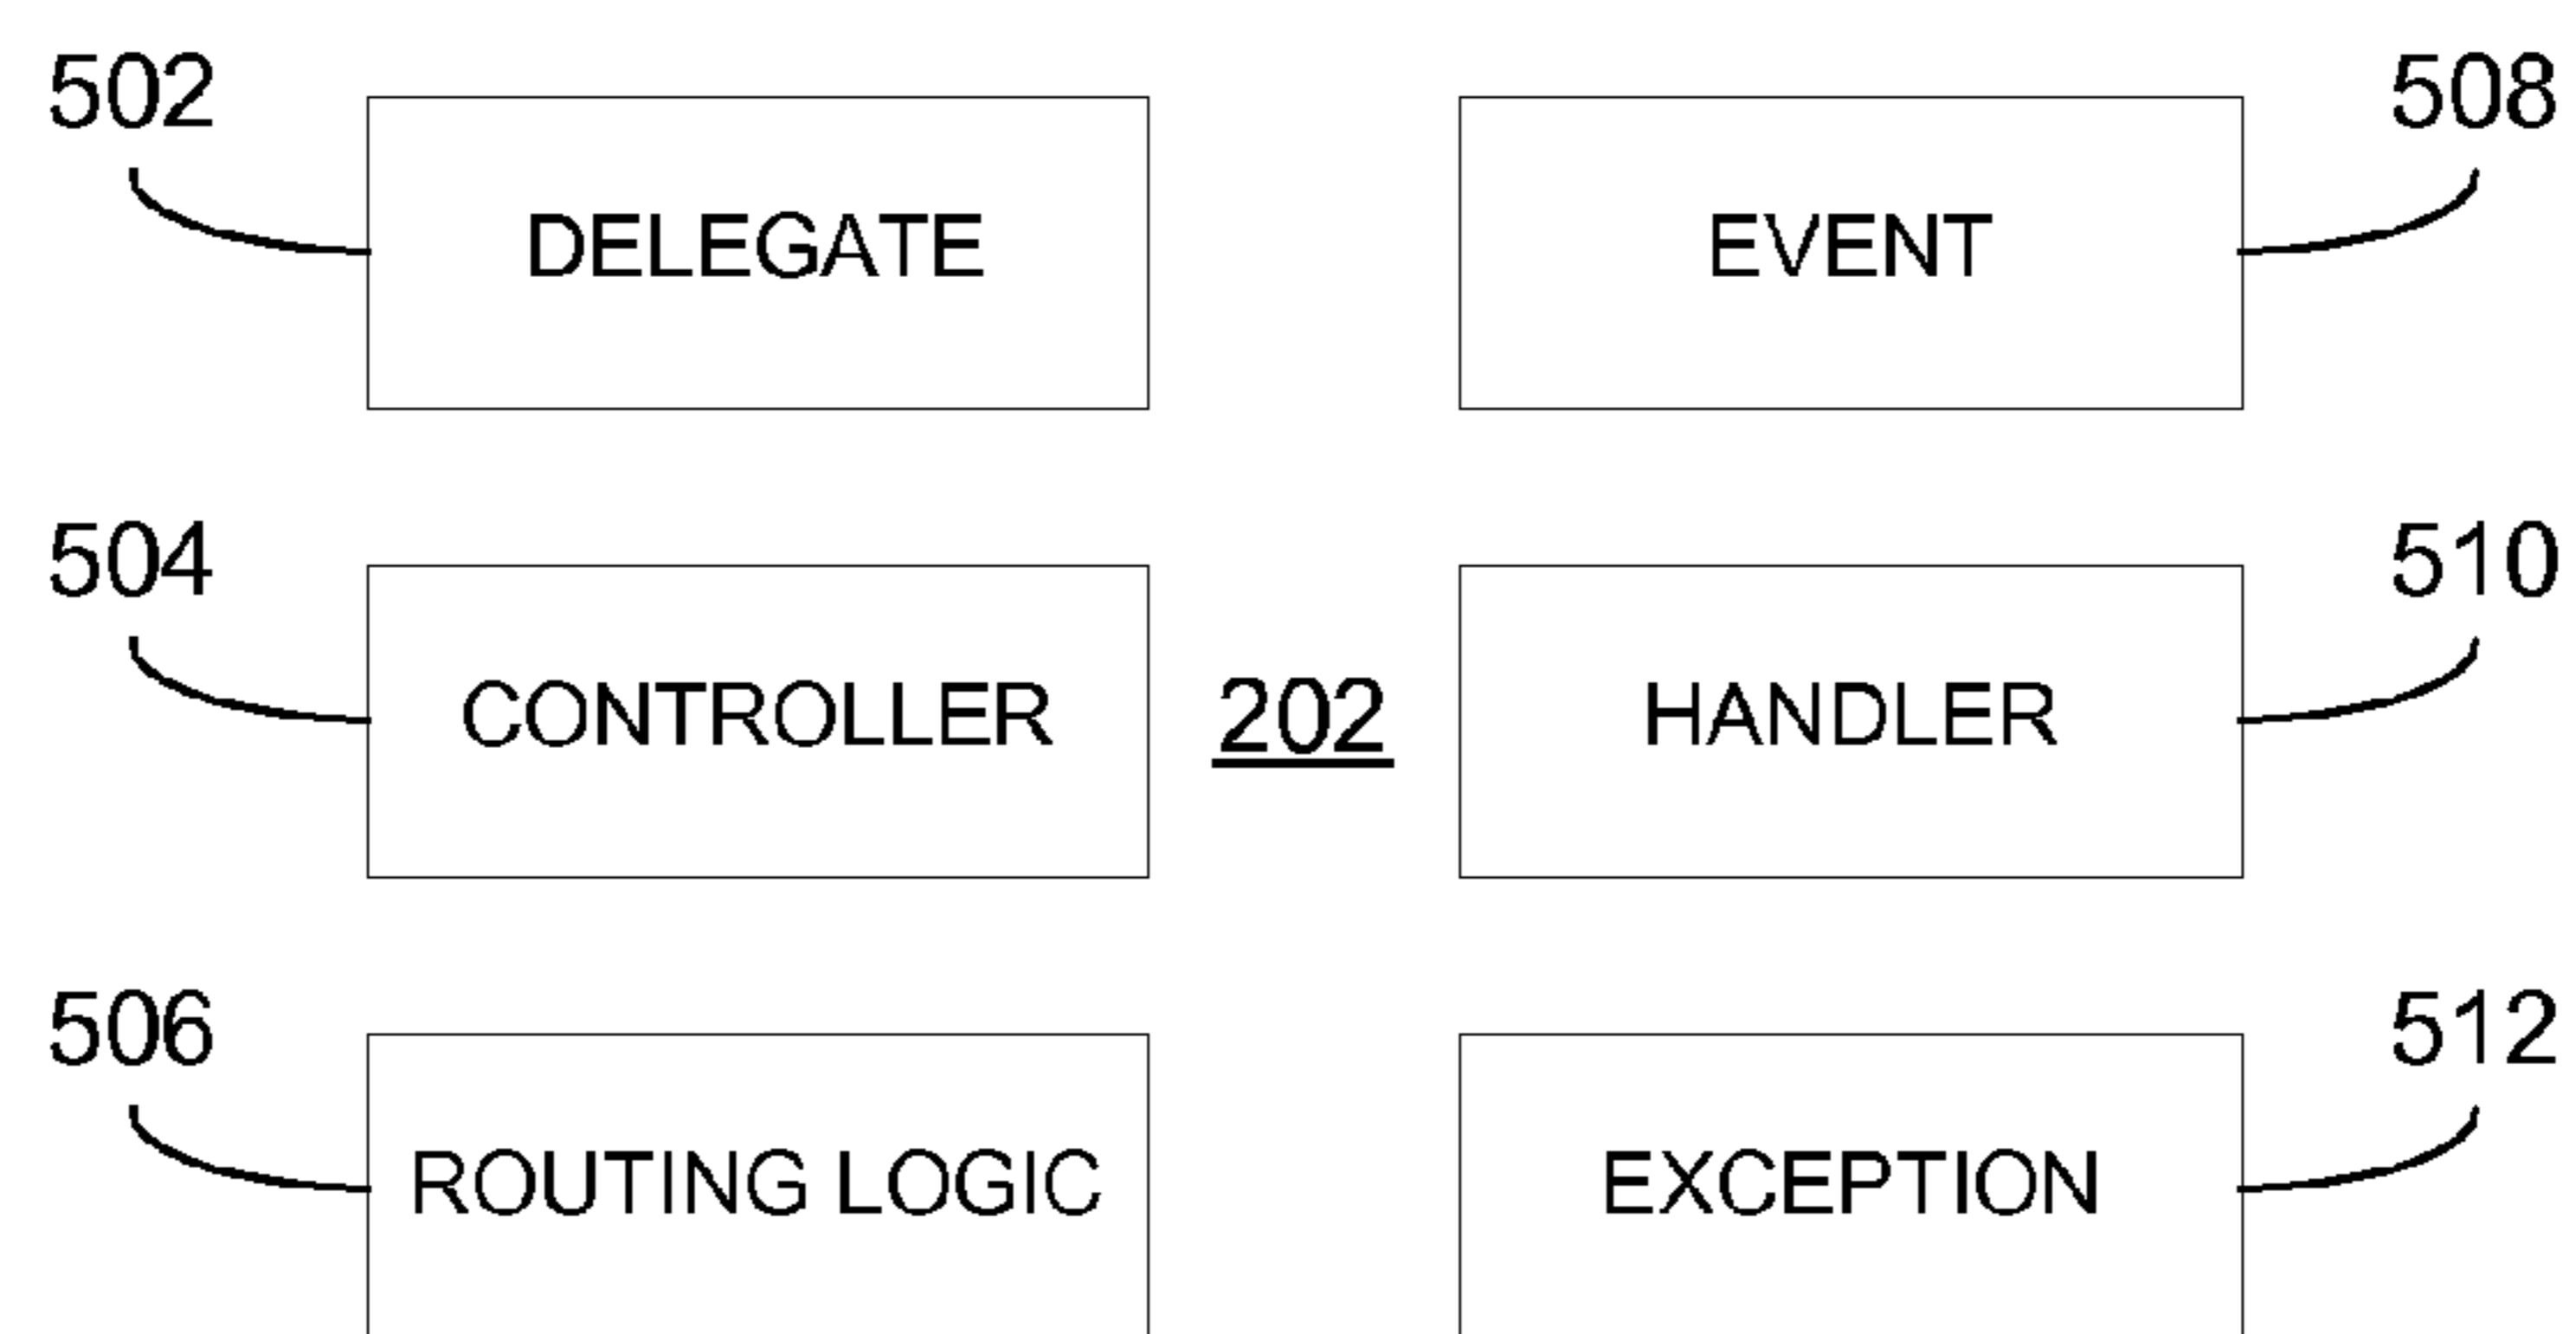 502
DELEGATE
EVENT
508
504
CONTROLLER
202
HANDLER
510
506
ROUTING LOGIC
EXCEPTION
512